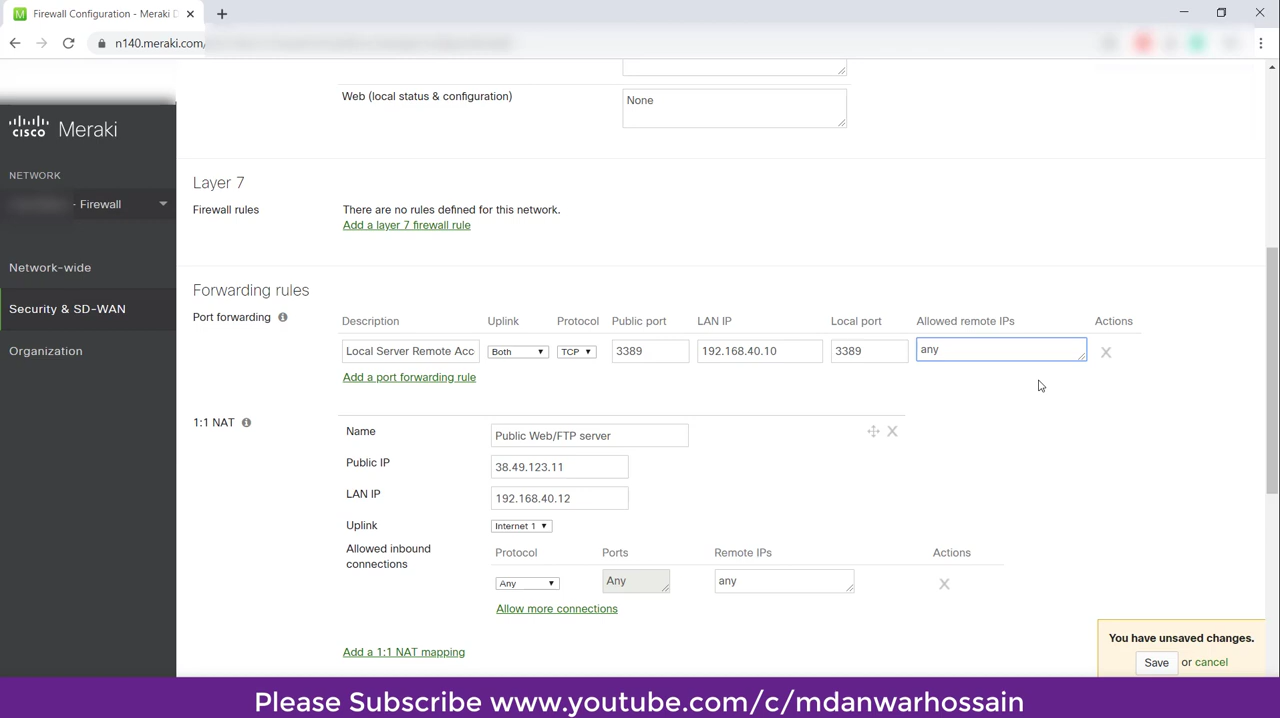 Firewall Configuration - Meraki D
n140.meraki.com/
Web (local status & configuration)
None
CISCO Meraki
NETWORK
- Firewall
Network-wide
Security & SD-WAN
Organization
Layer 7
Firewall rules
There are no rules defined for this network.
Add a layer 7 firewall rule
Forwarding rules
Port forwarding
Description Uplink Protocol Public port LAN IP Local port Allowed remote IPs Actions
Local Server Remote Acc Both TCP 3389 192.168.40.10 3389 any
Add a port forwarding rule
1:1 NAT
Name
Public Web/FTP server
Public IP
38.49.123.11
LAN IP
192.168.40.12
Uplink
Internet 1
Allowed inbound
connections
Protocol Ports Remote IPs Actions
Any Any any
Allow more connections
Add a 1:1 NAT mapping
You have unsaved changes.
Save or cancel
Please Subscribe www.youtube.com/c/mdanwarhossain